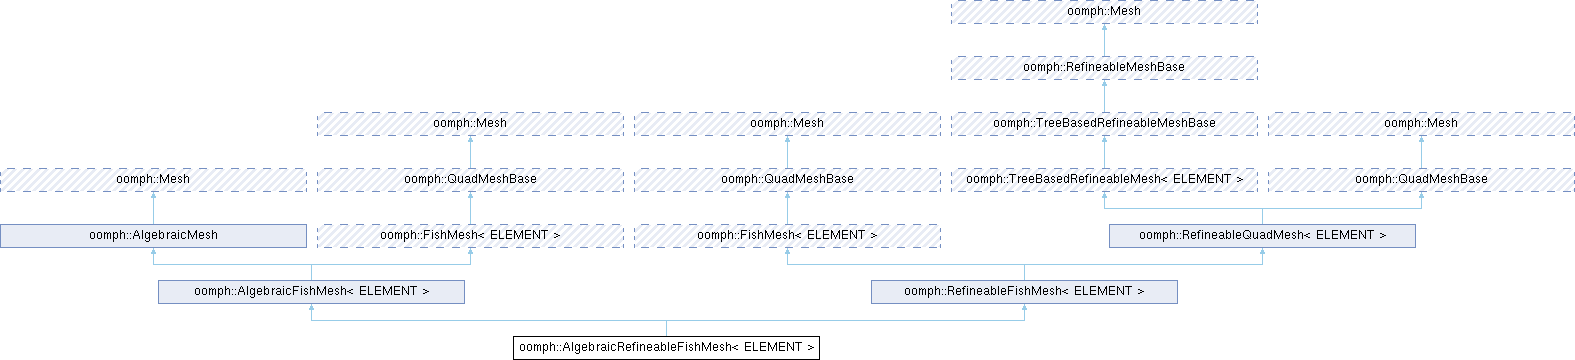 oomph::Mesh
oomph::RefineableMeshBase
oomph::Mesh
oomph::Mesh
oomph::TreeBasedRefineableMeshBase
oomph::Mesh
oomph::Mesh
oomph::QuadMeshBase
oomph::QuadMeshBase
oomph::TreeBasedRefineableMesh< ELEMENT >
oomph::QuadMeshBase
oomph::AlgebraicMesh
oomph::FishMesh< ELEMENT >
oomph::FishMesh< ELEMENT >
oomph::RefineableQuadMesh< ELEMENT >
oomph::AlgebraicFishMesh< ELEMENT >
oomph::RefineableFishMesh< ELEMENT >
oomph::AlgebraicRefineableFishMesh< ELEMENT >